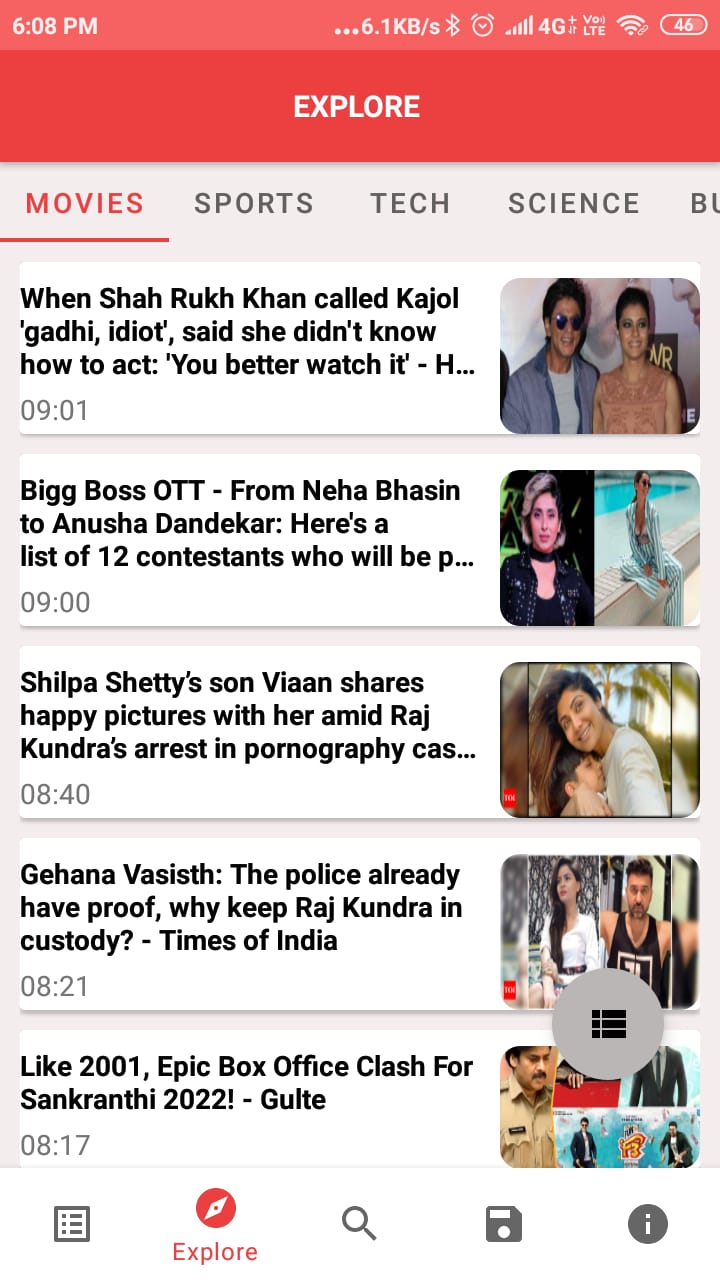 6:08 PM
...6.1KB/s 4G+ Vo) LTE 46
EXPLORE
MOVIES SPORTS TECH SCIENCE BU
When Shah Rukh Khan called Kajol
'gadhi, idiot', said she didn't know
how to act: 'You better watch it' - H...
09:01
VR
E
Bigg Boss OTT - From Neha Bhasin
to Anusha Dandekar: Here's a
list of 12 contestants who will be p...
09:00
Shilpa Shetty’s son Viaan shares
happy pictures with her amid Raj
Kundra’s arrest in pornography cas...
08:40
TOI
Gehana Vasisth: The police already
have proof, why keep Raj Kundra in
custody? - Times of India
08:21
TOI
Like 2001, Epic Box Office Clash For
Sankranthi 2022! - Gulte
08:17
F3
Explore